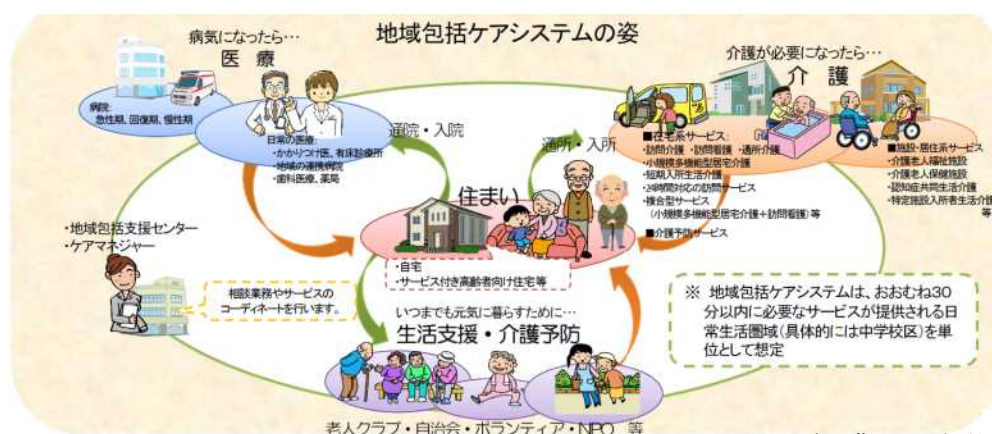 地域包括ケアシステムの姿
病気になったら…
医 療
介護が必要になったら…
介 護
病院:
急性期、回復期、慢性期
日常の医療:
・かかりつけ医、有床診療所
・地域の連携病院
・歯科医療、薬局
通院・入院
通所・入所
■在宅系サービス:
・訪問介護 ・訪問看護 ・通所介護
・小規模多機能型居宅介護
・短期入所生活介護
・24時間対応の訪問サービス
・複合型サービス
(小規模多機能型居宅介護+訪問看護)等
■介護予防サービス
■施設・居住系サービス
・介護老人福祉施設
・介護老人保健施設
・認知症共同生活介護
・特定施設入所者生活介護
等
住まい
・自宅
・サービス付き高齢者向け住宅等
・地域包括支援センター
・ケアマネジャー
相談業務やサービスの
コーディネートを行います。
いつまでも元気に暮らすために…
生活支援・介護予防
老人クラブ・自治会・ボランティア・NPO 等
※ 地域包括ケアシステムは、おおむね30
分以内に必要なサービスが提供される日
常生活圏域(具体的には中学校区)を単
位として想定